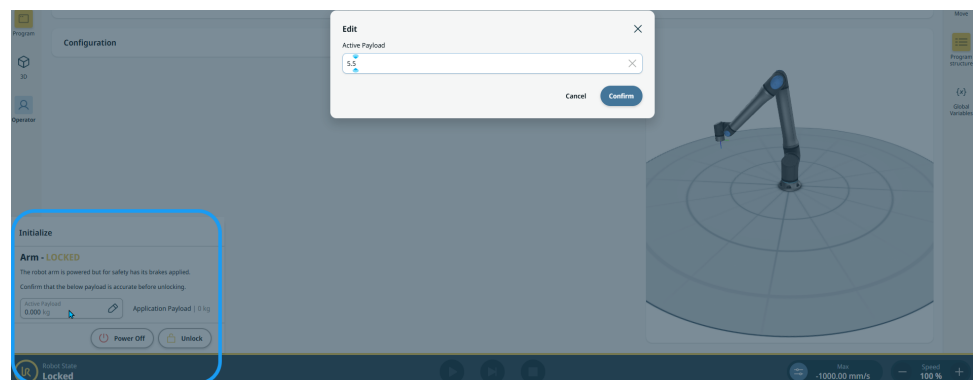 Program
3D
Operator
Configuration
Edit
Active Payload
5.5
Cancel
Confirm
Move
Program
structure
{x}
Global
Variables
Initialize
Arm - LOCKED
The robot arm is powered but for safety has its brakes applied.
Confirm that the below payload is accurate before unlocking.
Active Payload
0.000 kg
Application Payload | 0 kg
Power Off
Unlock
Robot State
Locked
Max
-1000.00 mm/s
Speed
100 %